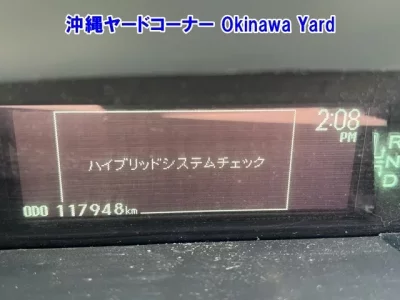 沖縄ヤードコーナー Okinawa Yard
2:08
PM
ハイブリッドシステムチェック
ODO 117948km
R
N
D